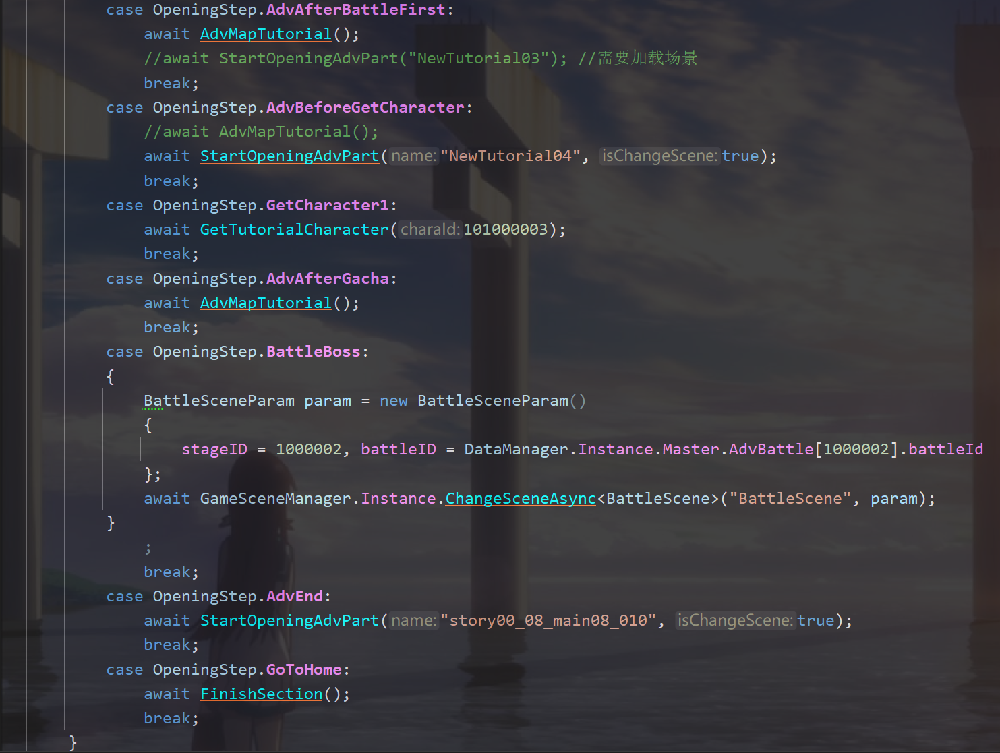 case OpeningStep.AdvAfterBattleFirst:
await AdvMapTutorial();
//await StartOpeningAdvPart("NewTutorial03"); //需要加载场景
break;
case OpeningStep.AdvBeforeGetCharacter:
//await AdvMapTutorial();
await StartOpeningAdvPart(name:"NewTutorial04", isChangeScene:true);
break;
case OpeningStep.GetCharacter1:
await GetTutorialCharacter(charaId:101000003);
break;
case OpeningStep.AdvAfterGacha:
await AdvMapTutorial();
break;
case OpeningStep.BattleBoss:
{
BattleSceneParam param = new BattleSceneParam()
{
stageID = 1000002, battleID = DataManager.Instance.Master.AdvBattle[1000002].battleId
};
await GameSceneManager.Instance.ChangeSceneAsync<BattleScene>("BattleScene", param);
}
;
break;
case OpeningStep.AdvEnd:
await StartOpeningAdvPart(name:"story00_08_main08_010", isChangeScene:true);
break;
case OpeningStep.GoToHome:
await FinishSection();
break;
}